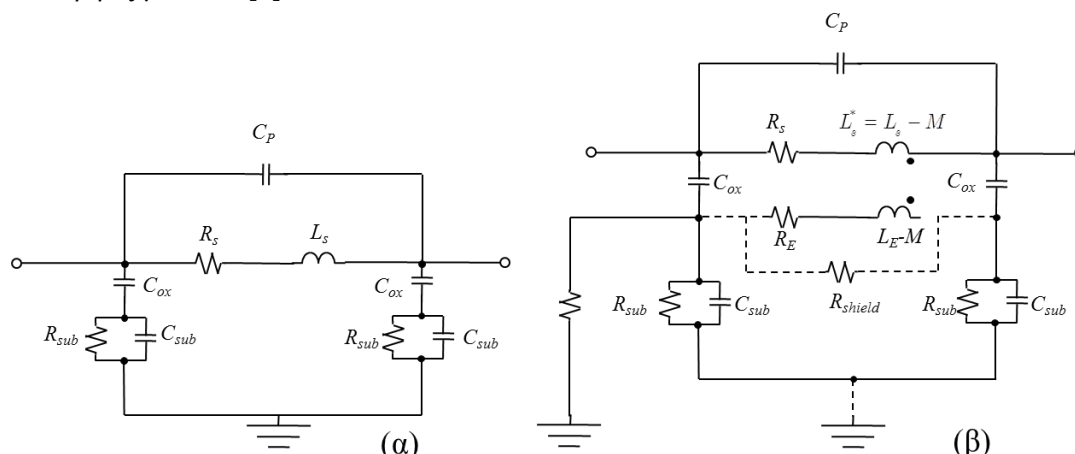 C_P
R_s
L_s
C_ox
C_ox
R_sub
C_sub
R_sub
C_sub
(α)
C_P
R_s
L_s^* = L_s - M
C_ox
C_ox
R_E
L_E-M
R_shield
R_sub
C_sub
R_sub
C_sub
(β)